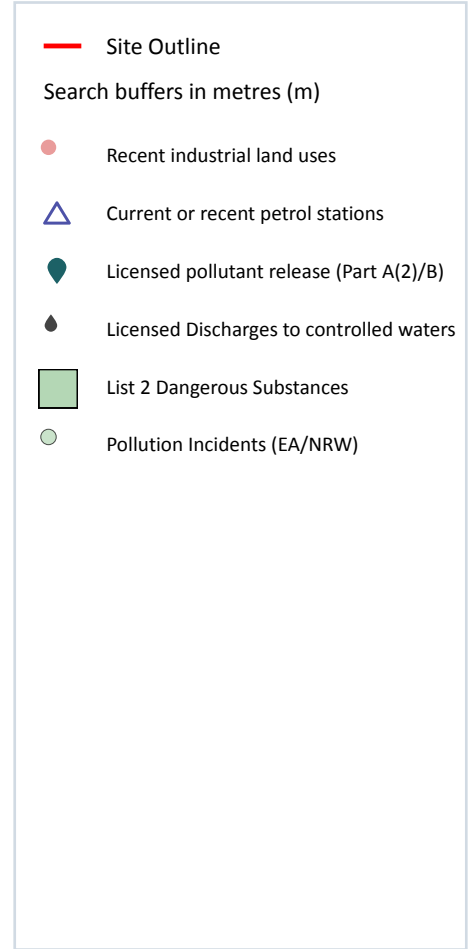 Site Outline
Search buffers in metres (m)
Recent industrial land uses
Current or recent petrol stations
Licensed pollutant release (Part A(2)/B)
Licensed Discharges to controlled waters
List 2 Dangerous Substances
Pollution Incidents (EA/NRW)